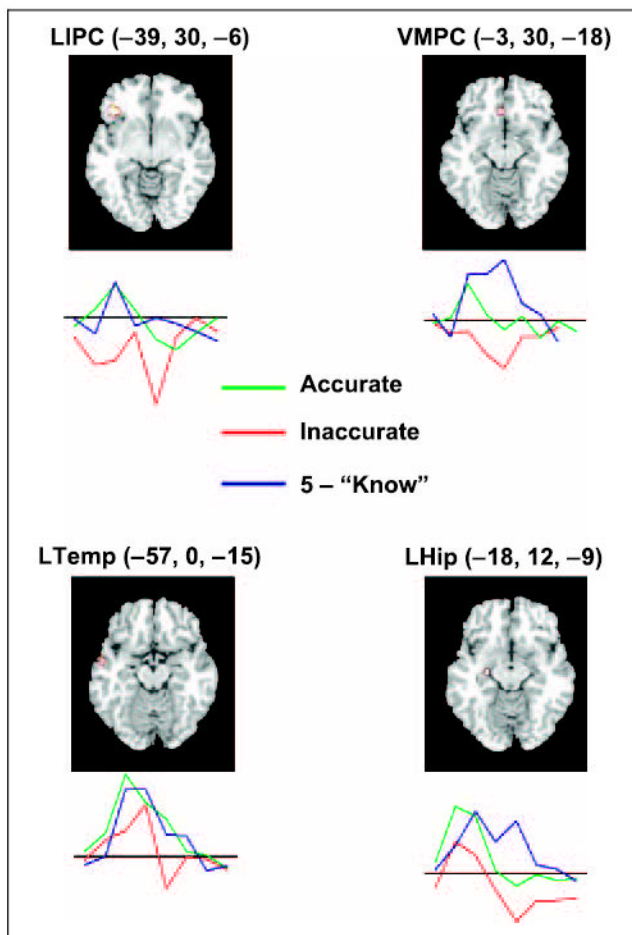 LIPC (−39, 30, −6)
VMPC (−3, 30, −18)
Accurate
Inaccurate
5 – “Know”
LTemp (−57, 0, −15)
LHip (−18, 12, −9)